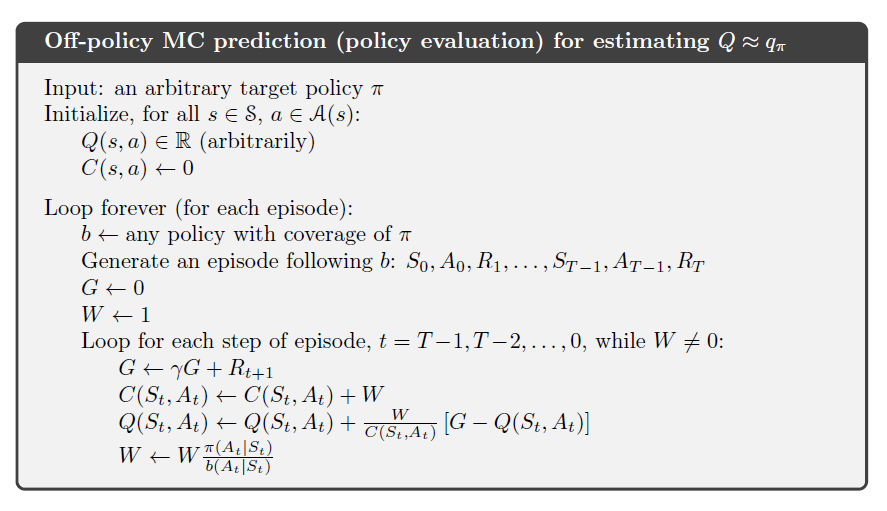 Off-policy MC prediction (policy evaluation) for estimating Q ≈ q_π
Input: an arbitrary target policy π
Initialize, for all s ∈ 𝒮, a ∈ 𝒜(s):
Q(s, a) ∈ ℝ (arbitrarily)
C(s, a) ← 0
Loop forever (for each episode):
b ← any policy with coverage of π
Generate an episode following b: S_0, A_0, R_1, . . . , S_{T−1}, A_{T−1}, R_T
G ← 0
W ← 1
Loop for each step of episode, t = T−1, T−2, . . . , 0, while W ≠ 0:
G ← γG + R_{t+1}
C(S_t, A_t) ← C(S_t, A_t) + W
Q(S_t, A_t) ← Q(S_t, A_t) + \frac{W}{C(S_t, A_t)} [G − Q(S_t, A_t)]
W ← W \frac{π(A_t|S_t)}{b(A_t|S_t)}